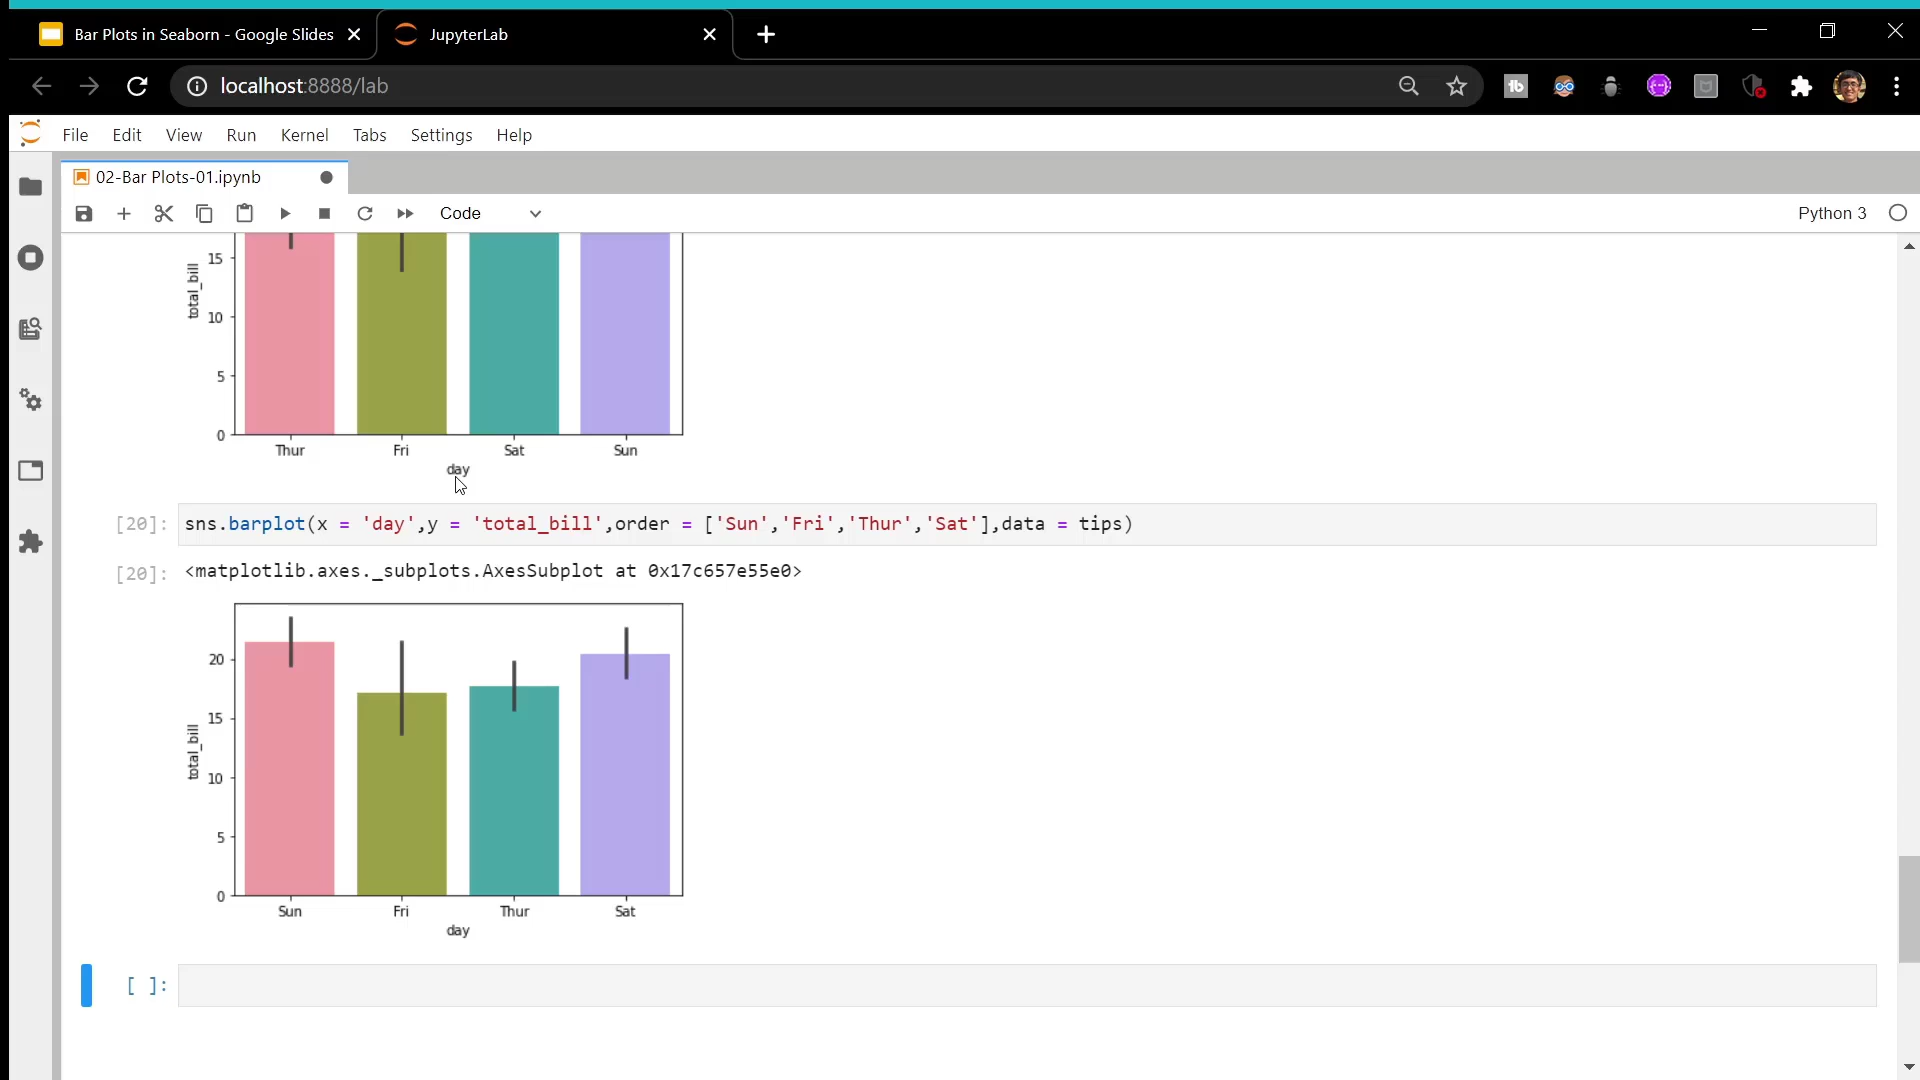 Bar Plots in Seaborn - Google Slides
JupyterLab
localhost:8888/lab
tb
File Edit View Run Kernel Tabs Settings Help
02-Bar Plots-01.ipynb
Code
Python 3
15
10
5
0
total_bill
Thur Fri Sat Sun
day
[20]: sns.barplot(x = 'day',y = 'total_bill',order = ['Sun','Fri','Thur','Sat'],data = tips)
[20]: <matplotlib.axes._subplots.AxesSubplot at 0x17c657e55e0>
20
15
10
5
0
total_bill
Sun Fri Thur Sat
day
[ ]: